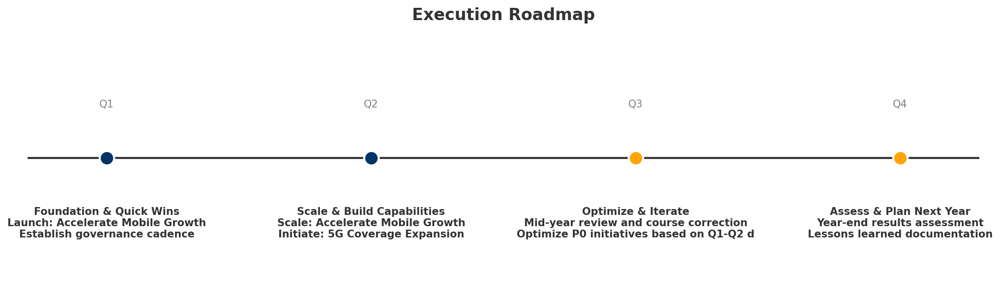 Execution Roadmap
Q1
Q2
Q3
Q4
Foundation & Quick Wins
Launch: Accelerate Mobile Growth
Establish governance cadence
Scale & Build Capabilities
Scale: Accelerate Mobile Growth
Initiate: 5G Coverage Expansion
Optimize & Iterate
Mid-year review and course correction
Optimize P0 initiatives based on Q1-Q2 d
Assess & Plan Next Year
Year-end results assessment
Lessons learned documentation